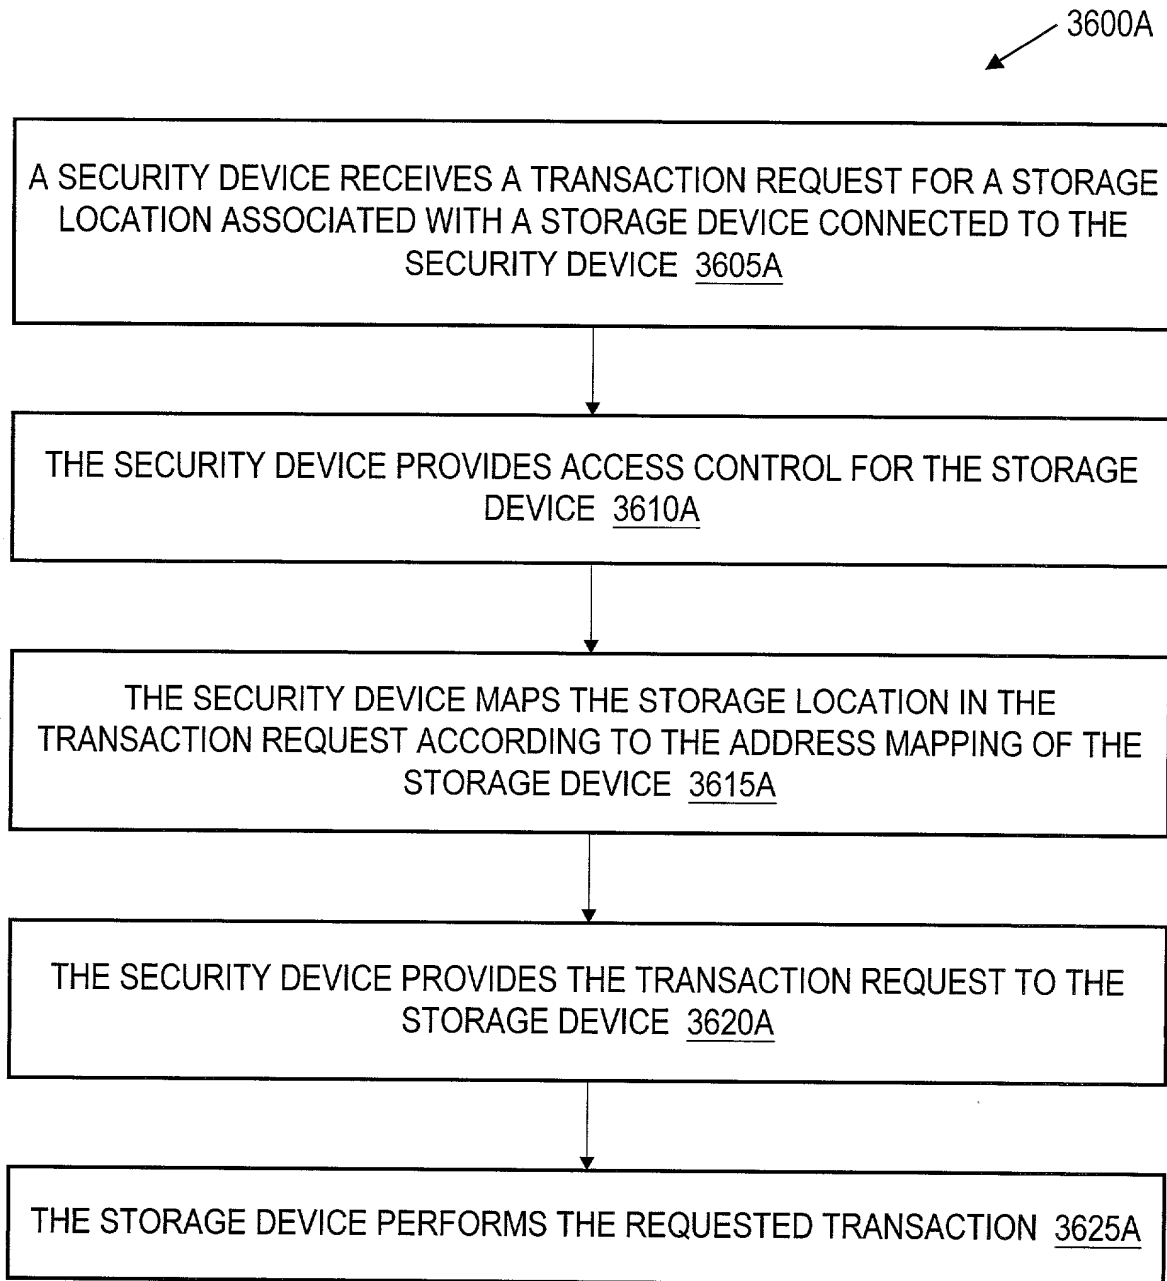 3600A
A SECURITY DEVICE RECEIVES A TRANSACTION REQUEST FOR A STORAGE
LOCATION ASSOCIATED WITH A STORAGE DEVICE CONNECTED TO THE
SECURITY DEVICE 3605A
THE SECURITY DEVICE PROVIDES ACCESS CONTROL FOR THE STORAGE
DEVICE 3610A
THE SECURITY DEVICE MAPS THE STORAGE LOCATION IN THE
TRANSACTION REQUEST ACCORDING TO THE ADDRESS MAPPING OF THE
STORAGE DEVICE 3615A
THE SECURITY DEVICE PROVIDES THE TRANSACTION REQUEST TO THE
STORAGE DEVICE 3620A
THE STORAGE DEVICE PERFORMS THE REQUESTED TRANSACTION 3625A